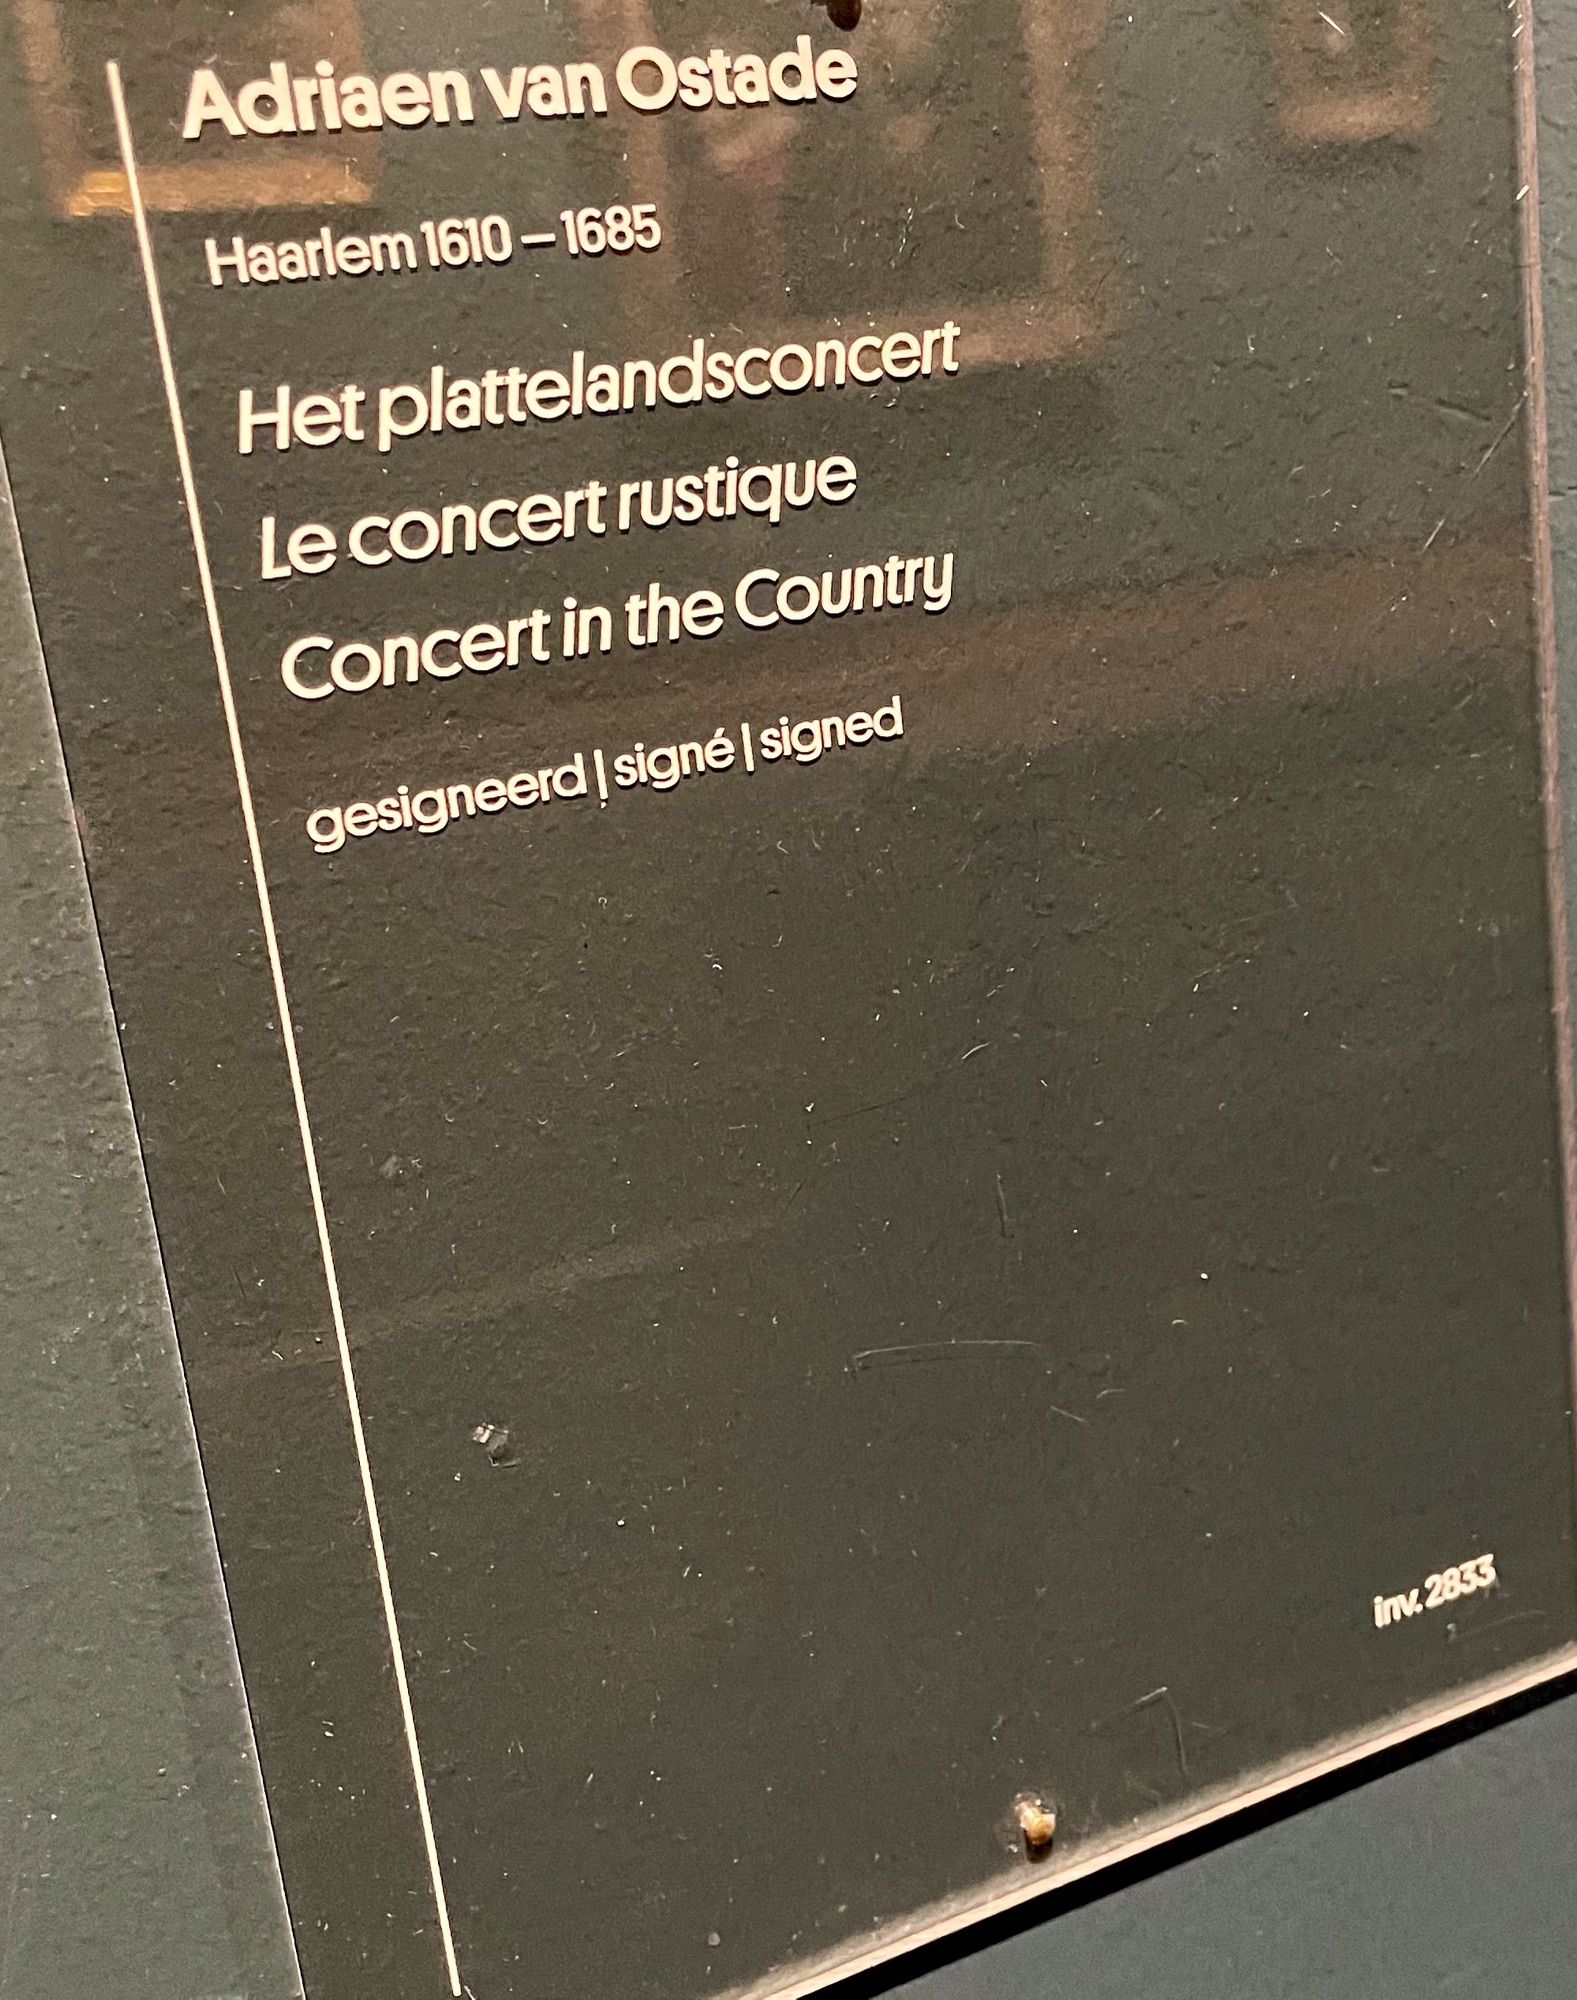 Adriaen van Ostade
Haarlem 1610 – 1685
Het plattelandsconcert
Le concert rustique
Concert in the Country
gesigneerd | signé | signed
inv. 2833